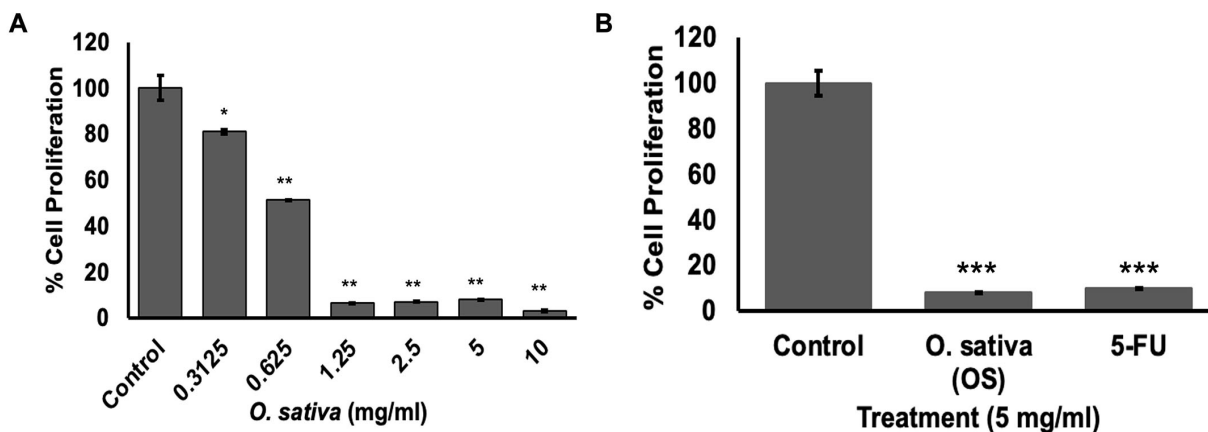 A
% Cell Proliferation
120
100
80
60
40
20
0
*
**
**
**
**
**
Control
0.3125
0.625
1.25
2.5
5
10
O. sativa (mg/ml)
B
% Cell Proliferation
120
100
80
60
40
20
0
***
***
Control
O. sativa
(OS)
5-FU
Treatment (5 mg/ml)